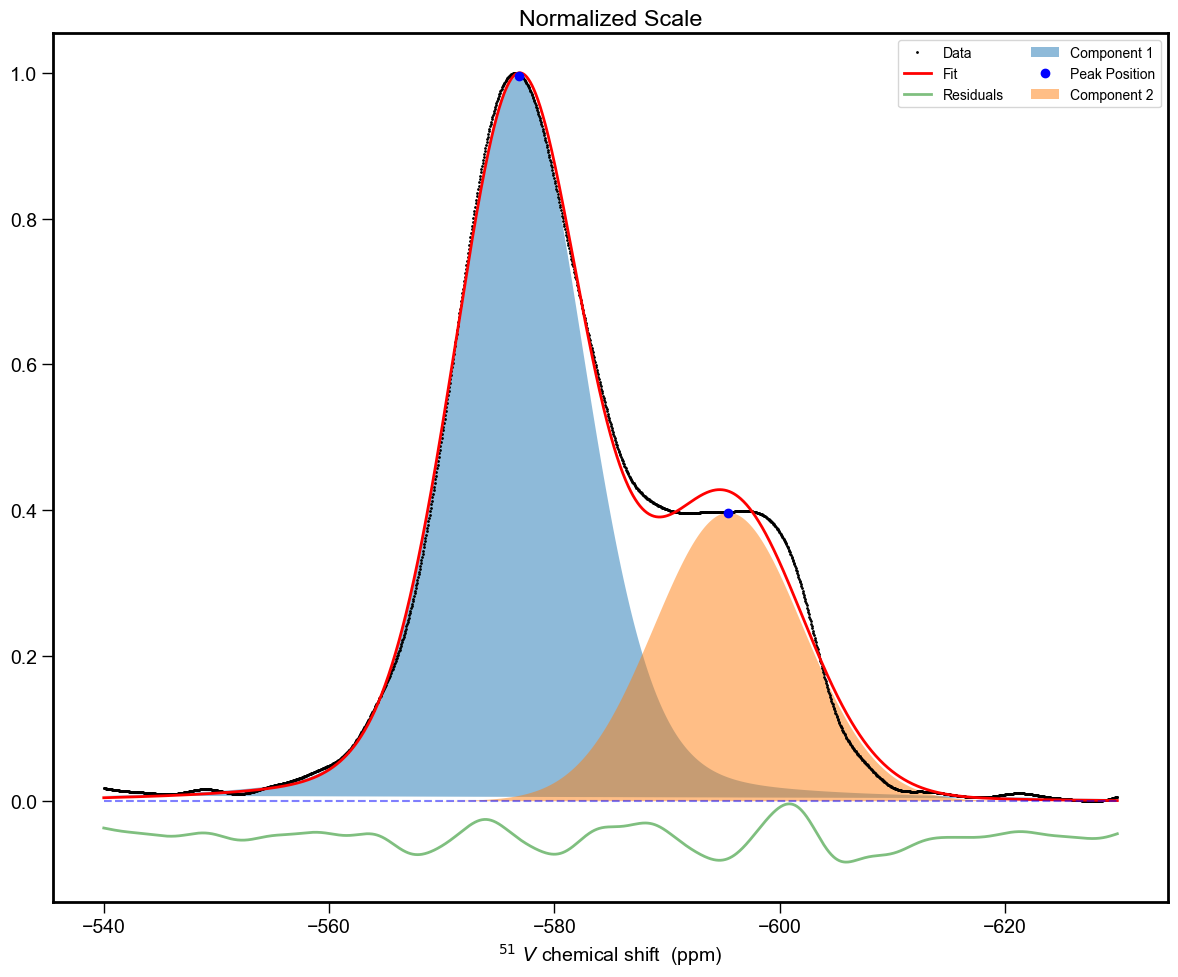 Normalized Scale
Data
Fit
Residuals
Component 1
Peak Position
Component 2
1.0
0.8
0.6
0.4
0.2
0.0
−540
−560
−580
−600
−620
⁵¹ V chemical shift (ppm)